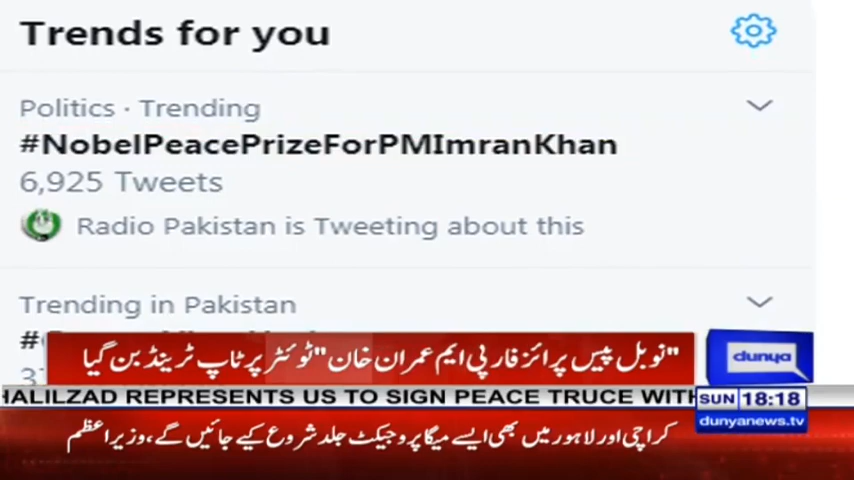 Trends for you
Politics · Trending
#NobelPeacePrizeForPMImranKhan
6,925 Tweets
Radio Pakistan is Tweeting about this
Trending in Pakistan
"نوبل پیس پرائز فار پی ایم عمران خان" ٹوئٹر پر ٹاپ ٹرینڈ بن گیا
dunya
HALILZAD REPRESENTS US TO SIGN PEACE TRUCE WITH
SUN 18:18
dunyanews.tv
کراچی اور لاہور میں بھی ایسے میگا پروجیکٹ جلد شروع کیے جائیں گے، وزیراعظم